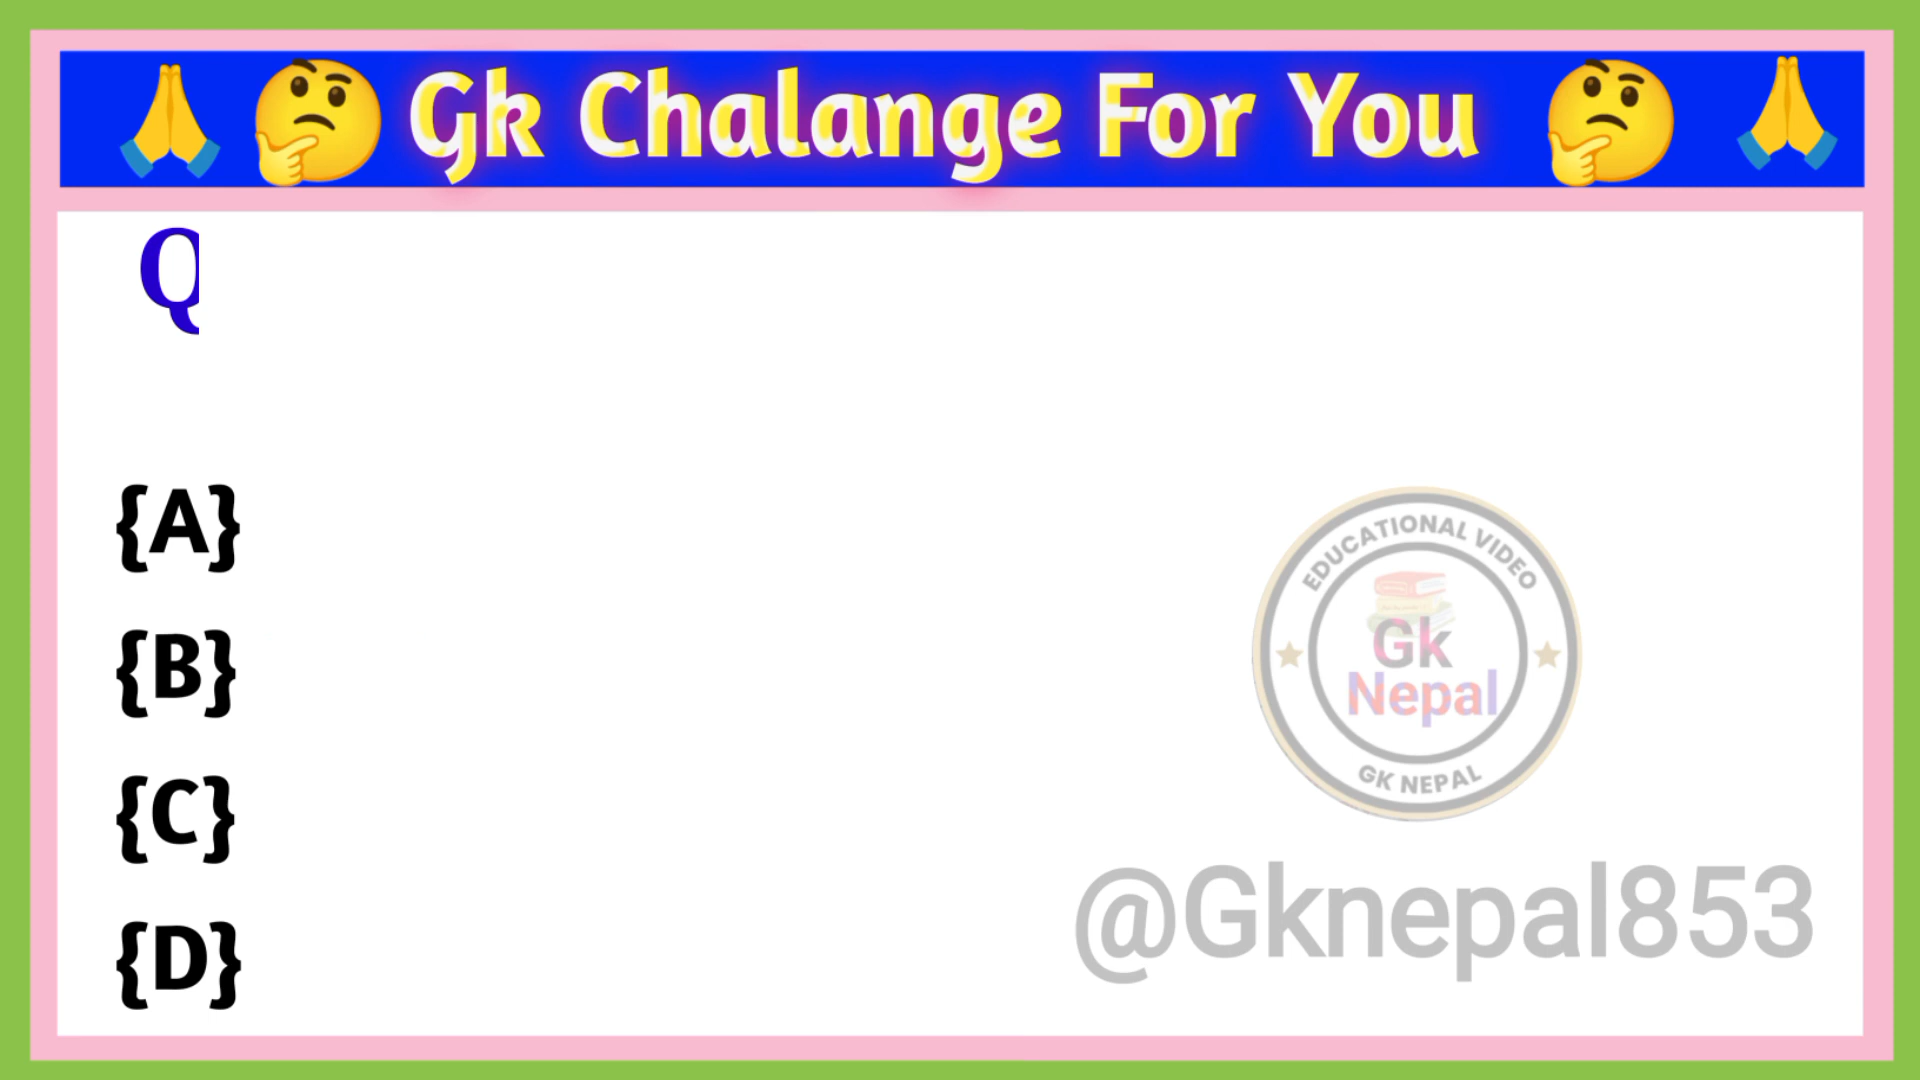 Gk Chalange For You
Q
{A}
{B}
EDUCATIONAL VIDEO
Gk
Nepal
GK NEPAL
{C}
@Gknepal853
{D}